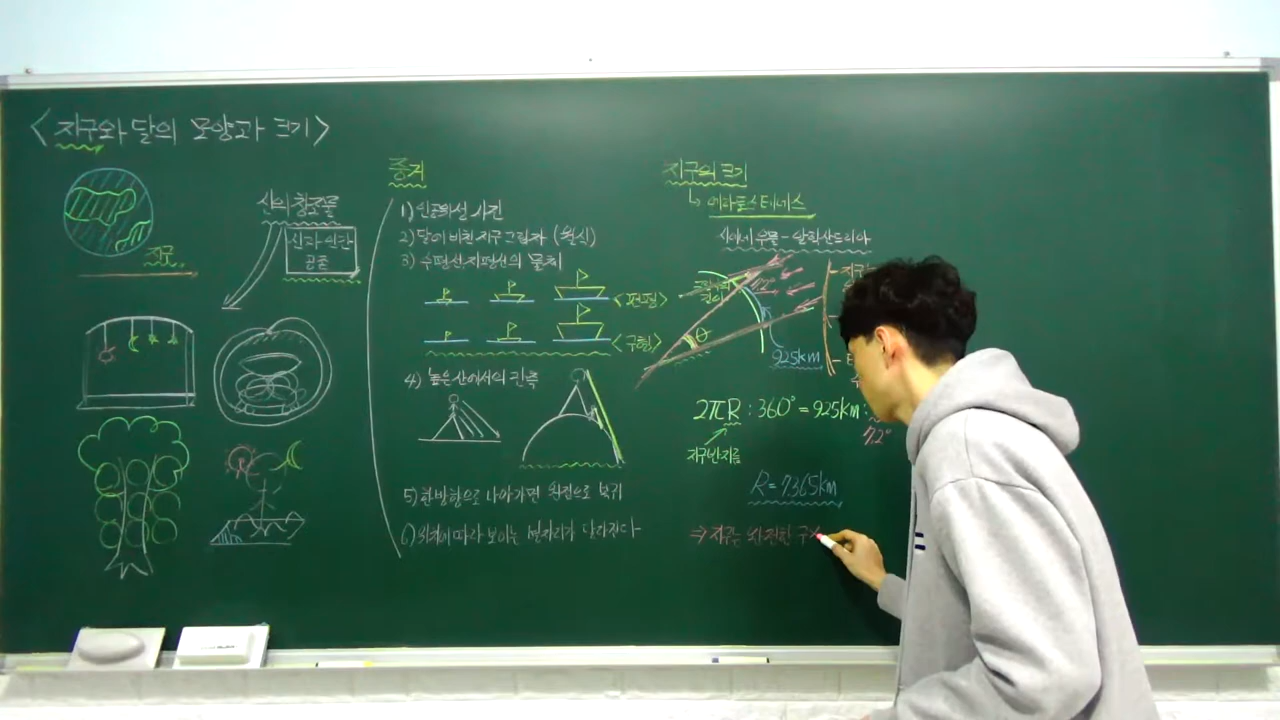 <지구와 달의 모양과 크기>
지구
신의 창조물
신과 인간
공존
증거
1) 인공위성 사진
2) 달에 비친 지구 그림자 (월식)
3) 수평선, 지평선의 물체
<편평>
<구형>
4) 높은 산에서의 관측
5) 한 방향으로 나아가면 원점으로 복귀
6) 위치에 따라 보이는 별자리가 달라진다
지구의 크기
↳ 에라토스테네스
시에네 우물 - 알렉산드리아
θ
925km
- 지구
2πR : 360° = 925km :
7.2°
지구 반지름
R = 7365km
⇒ 지구는 완전한 구